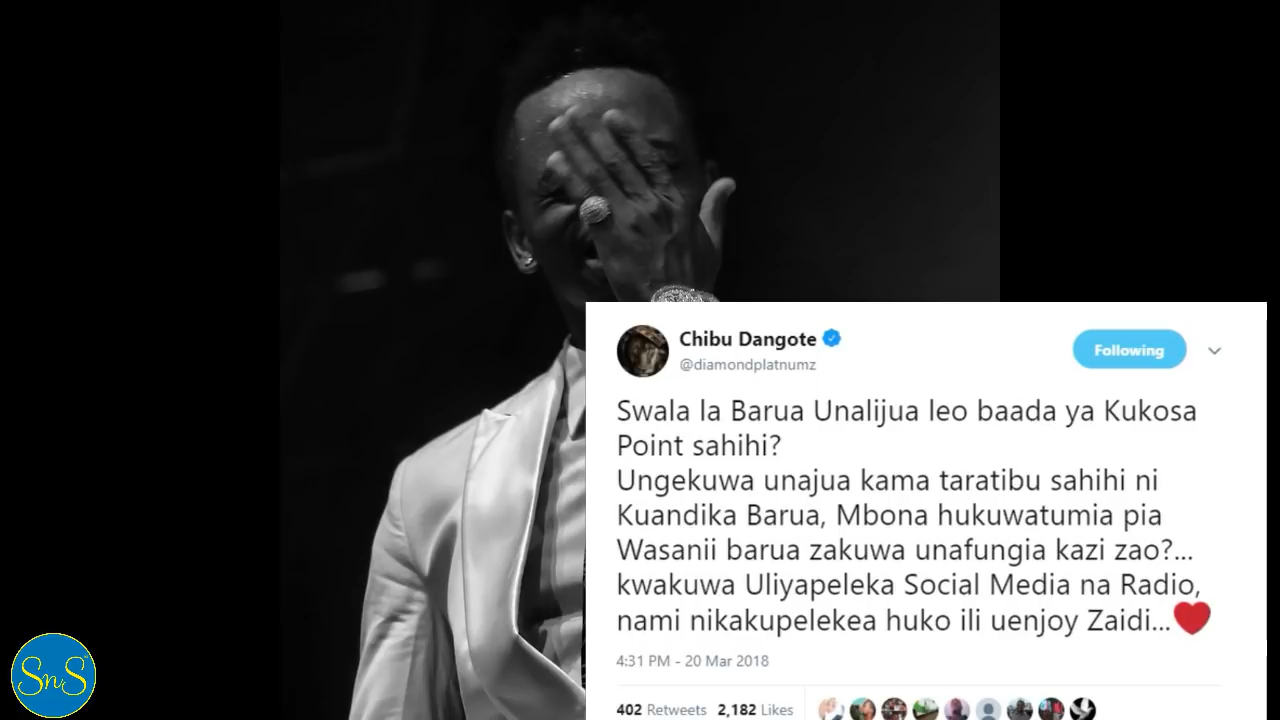 Chibu Dangote
@diamondplatnumz
Following
Swala la Barua Unalijua leo baada ya Kukosa
Point sahihi?
Ungekuwa unajua kama taratibu sahihi ni
Kuandika Barua, Mbona hukuwatumia pia
Wasanii barua zakuwa unafungia kazi zao?...
kwakuwa Uliyapeleka Social Media na Radio,
nami nikakupelekea huko ili uenjoy Zaidi...❤
4:31 PM - 20 Mar 2018
402 Retweets 2,182 Likes
SnS